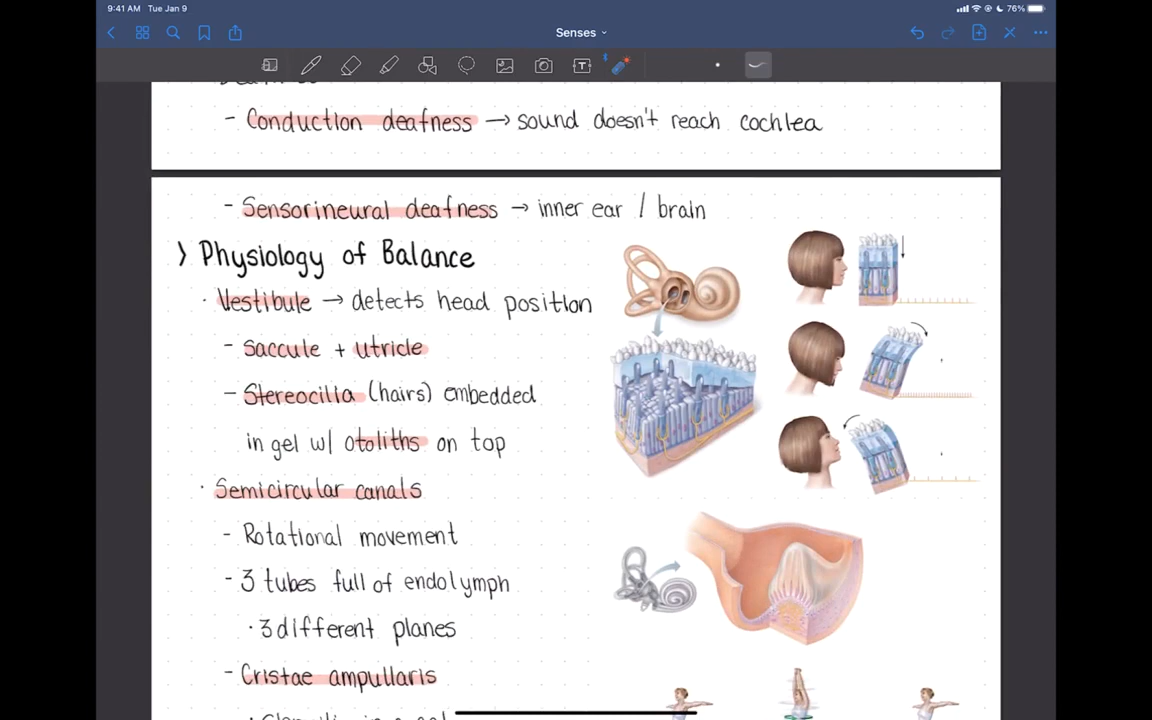 9:41 AM Tue Jan 9
76%
Senses
- Conduction deafness → sound doesn't reach cochlea
- Sensorineural deafness → inner ear / brain
> Physiology of Balance
· Vestibule → detects head position
- Saccule + Utricle
- Stereocilia (hairs) embedded
in gel w/ Otoliths on top
· Semicircular canals
- Rotational movement
- 3 tubes full of endolymph
· 3 different planes
- Cristae ampullaris